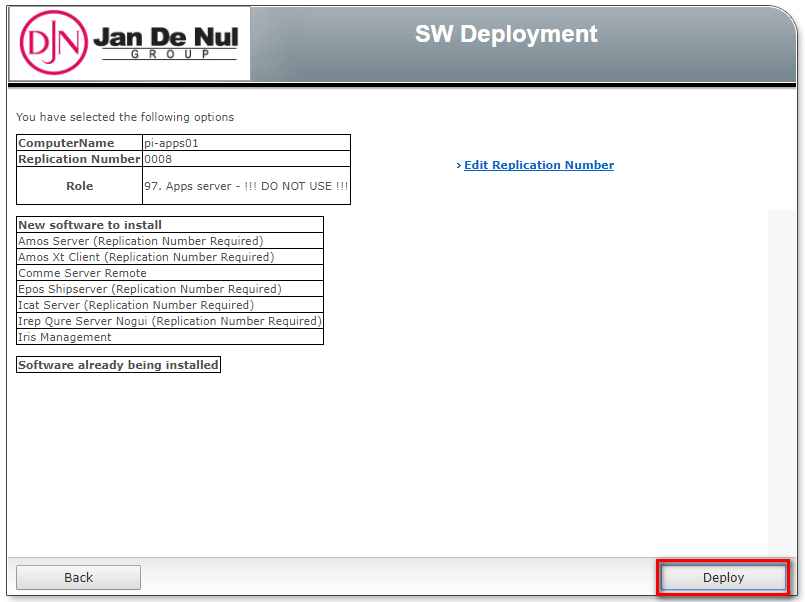 DJN Jan De Nul
GROUP
SW Deployment
You have selected the following options
ComputerName pi-apps01
Replication Number 0008
Role 97. Apps server - !!! DO NOT USE !!!
› Edit Replication Number
New software to install
Amos Server (Replication Number Required)
Amos Xt Client (Replication Number Required)
Comme Server Remote
Epos Shipserver (Replication Number Required)
Icat Server (Replication Number Required)
Irep Qure Server Nogui (Replication Number Required)
Iris Management
Software already being installed
Back Deploy